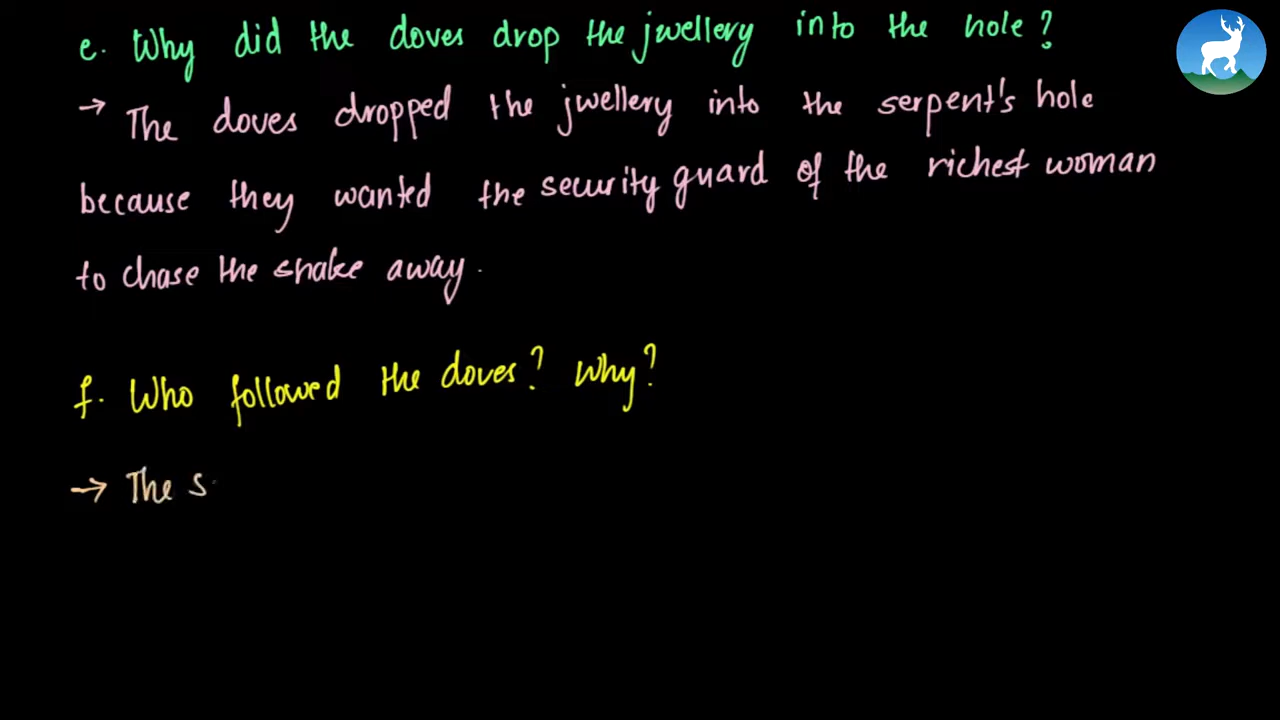 e. Why did the doves drop the jwellery into the hole?
→ The doves dropped the jwellery into the serpent's hole
because they wanted the security guard of the richest woman
to chase the snake away.
f. Who followed the doves? Why?
→ The s